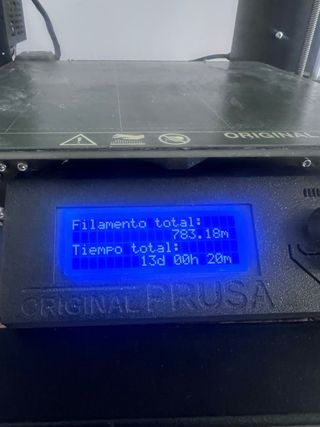 ORIGINAL
Filamento total:
783.18m
Tiempo total:
13d 00h 20m
ORIGINAL PRUSA